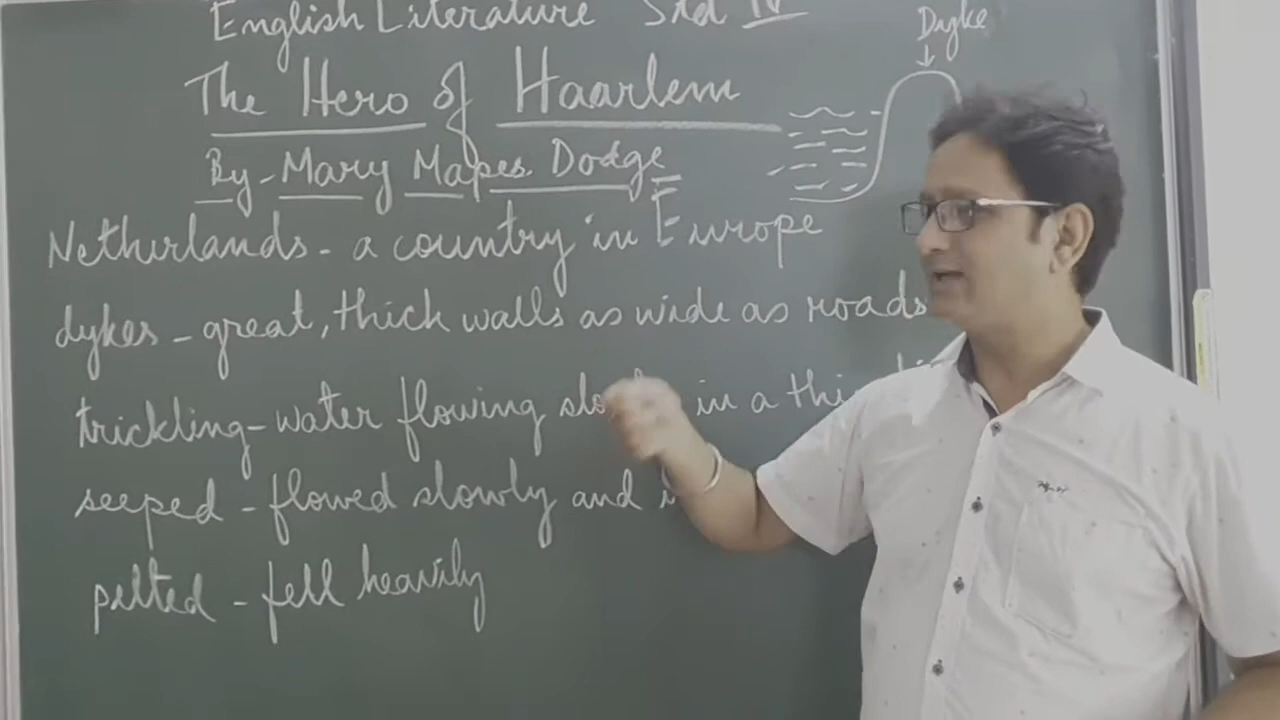 English Literature Std IV
Dyke
The Hero of Haarlem
By - Mary Mapes Dodge
Netherlands - a country in Europe
dykes - great, thick walls as wide as roads
trickling - water flowing in a
seeped - flowed slowly and
pelted - fell heavily